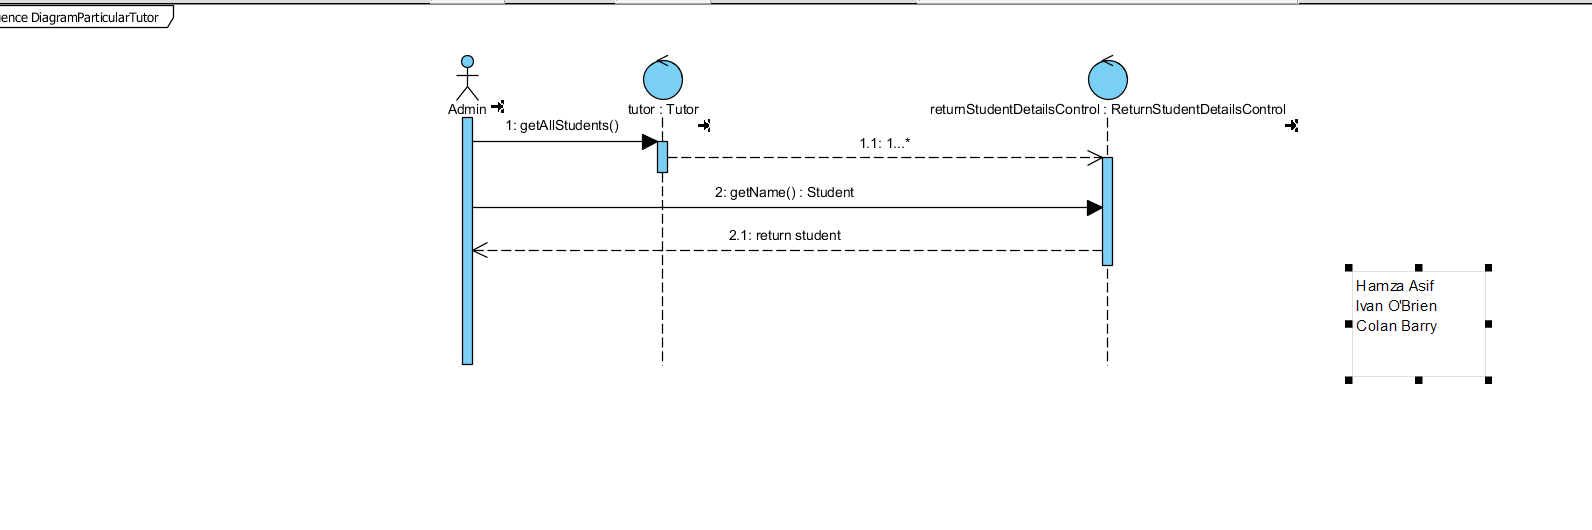 ence DiagramParticularTutor
Admin
tutor : Tutor
returnStudentDetailsControl : ReturnStudentDetailsControl
1: getAllStudents()
1.1: 1...*
2: getName() : Student
2.1: return student
Hamza Asif
Ivan O'Brien
Colan Barry